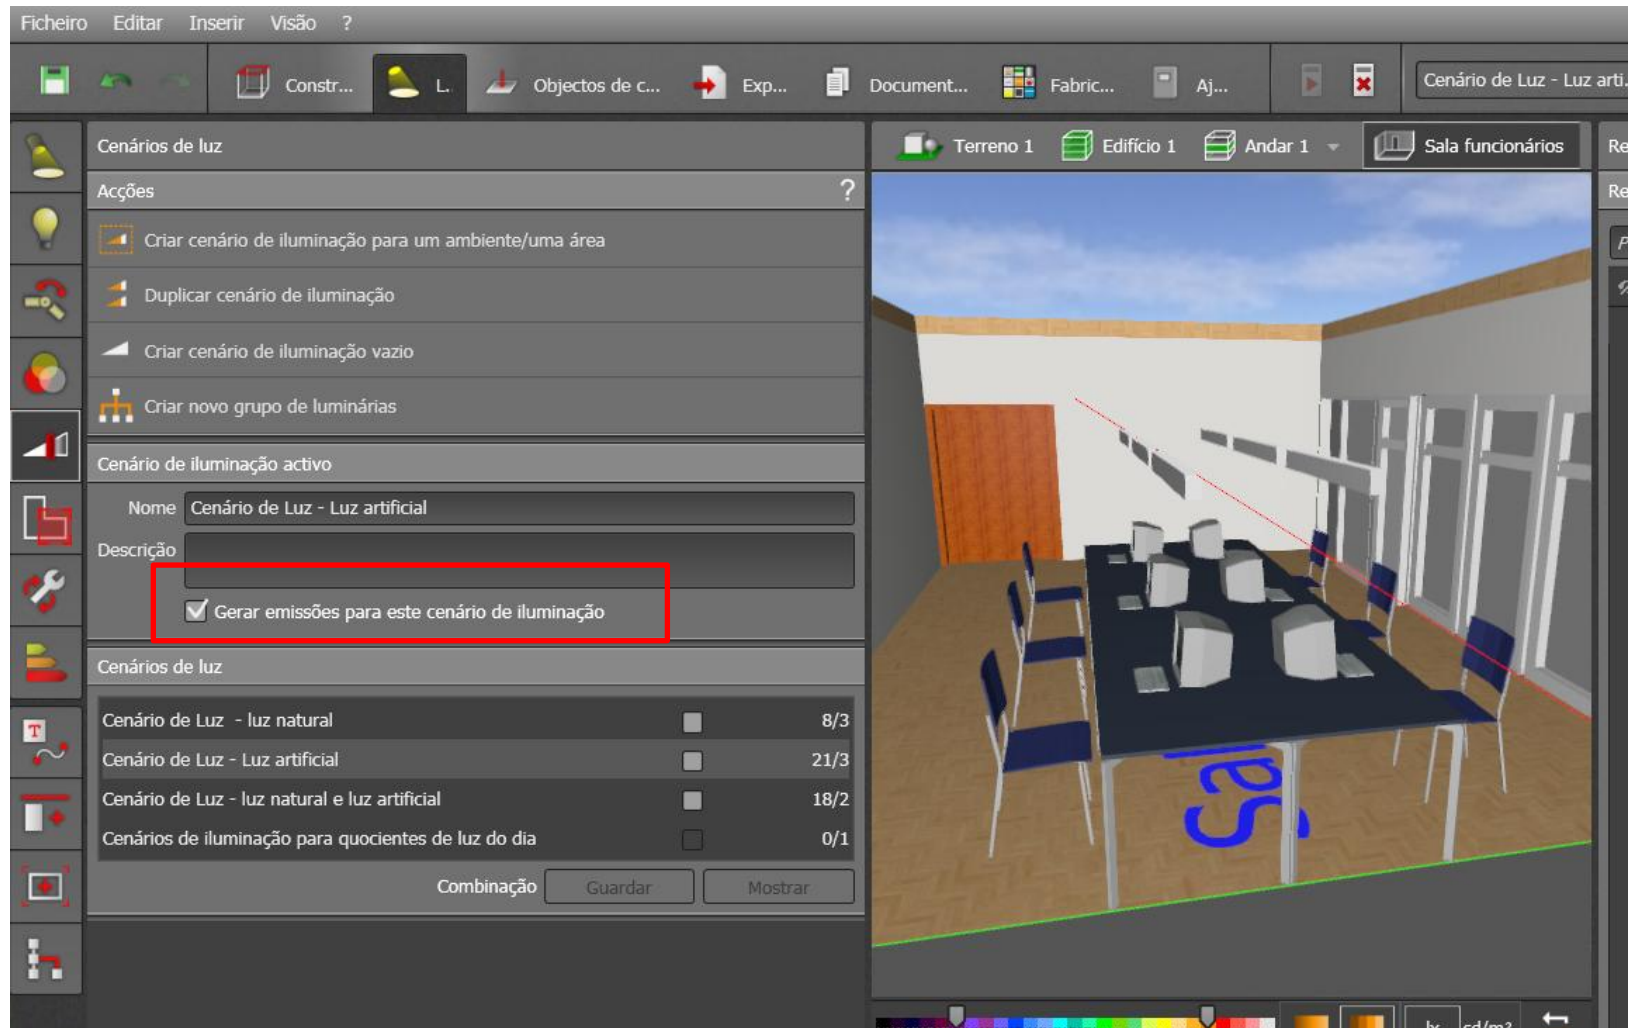 Ficheiro Editar Inserir Visão ?
Constr... L. Objectos de c... Exp... Document... Fabric... Aj... Cenário de Luz - Luz arti.
Cenários de luz
Terreno 1 Edifício 1 Andar 1 Sala funcionários Re
Acções ? Re
Criar cenário de iluminação para um ambiente/uma área
P
Duplicar cenário de iluminação
Criar cenário de iluminação vazio
Criar novo grupo de luminárias
Cenário de iluminação activo
Nome Cenário de Luz - Luz artificial
Descrição
Gerar emissões para este cenário de iluminação
Cenários de luz
Cenário de Luz - luz natural 8/3
T
Cenário de Luz - Luz artificial 21/3
Cenário de Luz - luz natural e luz artificial 18/2
Cenários de iluminação para quocientes de luz do dia 0/1
Sal
Combinação Guardar Mostrar
lx cd/m²